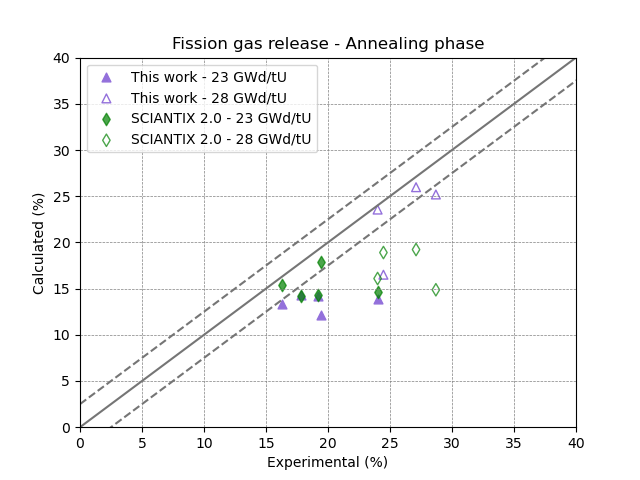 Fission gas release - Annealing phase
This work - 23 GWd/tU
This work - 28 GWd/tU
SCIANTIX 2.0 - 23 GWd/tU
SCIANTIX 2.0 - 28 GWd/tU
Calculated (%)
40
35
30
25
20
15
10
5
0
0 5 10 15 20 25 30 35 40
Experimental (%)